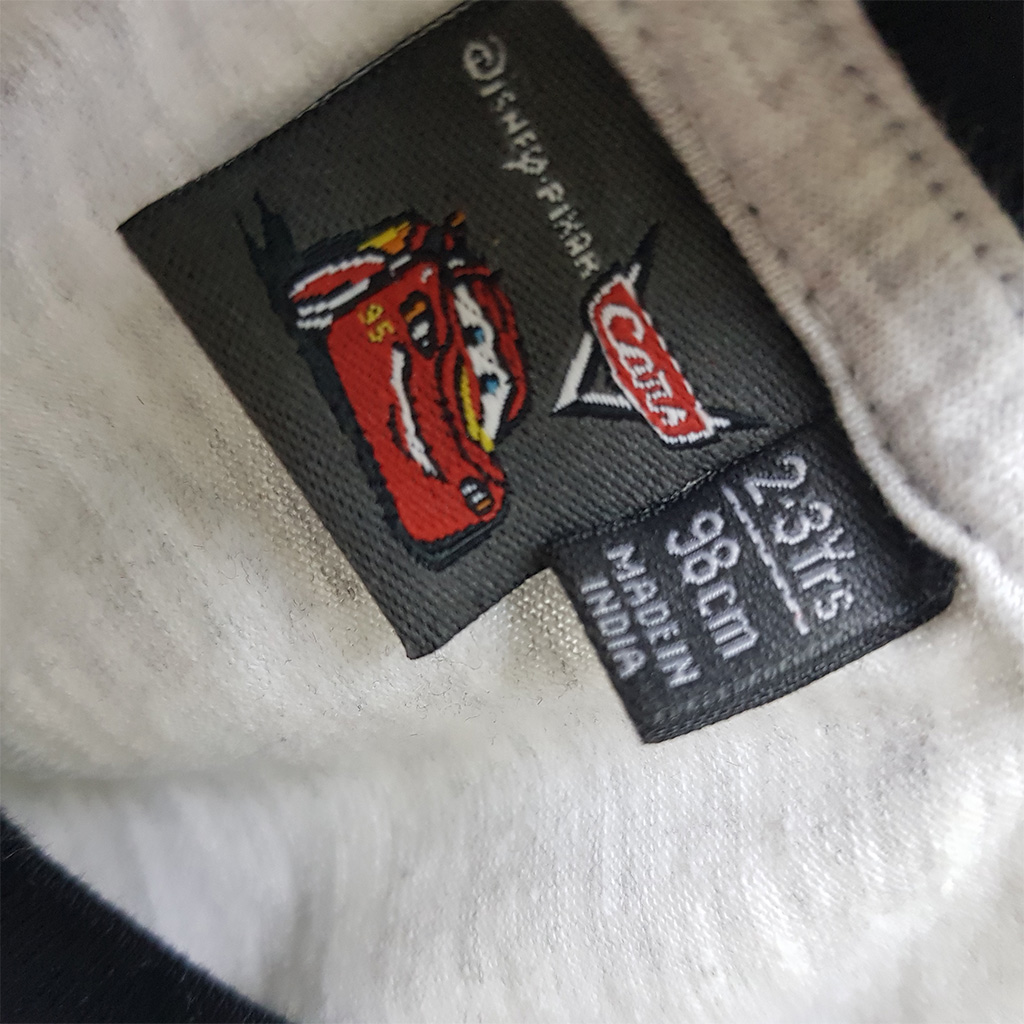 ©DISNEY·PIXAR
CARS
95
2-3Yrs
98cm
MADE IN
INDIA